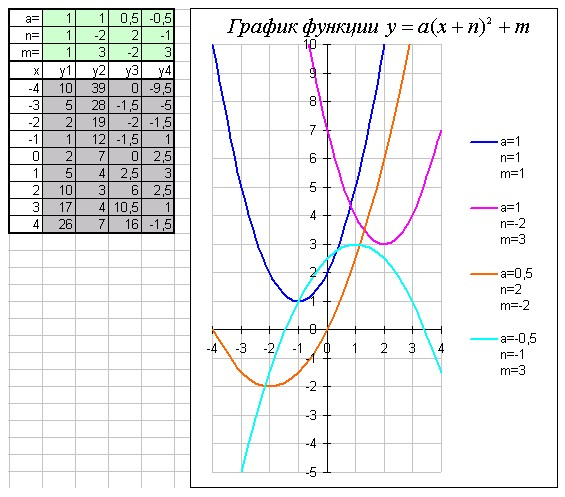 a= 1 1 0,5 -0,5
n= 1 -2 2 -1
m= 1 3 -2 3
x y1 y2 y3 y4
-4 10 39 0 -9,5
-3 5 28 -1,5 -5
-2 2 19 -2 -1,5
-1 1 12 -1,5 1
0 2 7 0 2,5
1 5 4 2,5 3
2 10 3 6 2,5
3 17 4 10,5 1
4 26 7 16 -1,5
График функции y = a(x + n)² + m
10
9
8
7
6
5
4
3
2
1
0
-4 -3 -2 -1 0 1 2 3 4
-1
-2
-3
-4
-5
a=1
n=1
m=1
a=1
n=-2
m=3
a=0,5
n=2
m=-2
a=-0,5
n=-1
m=3